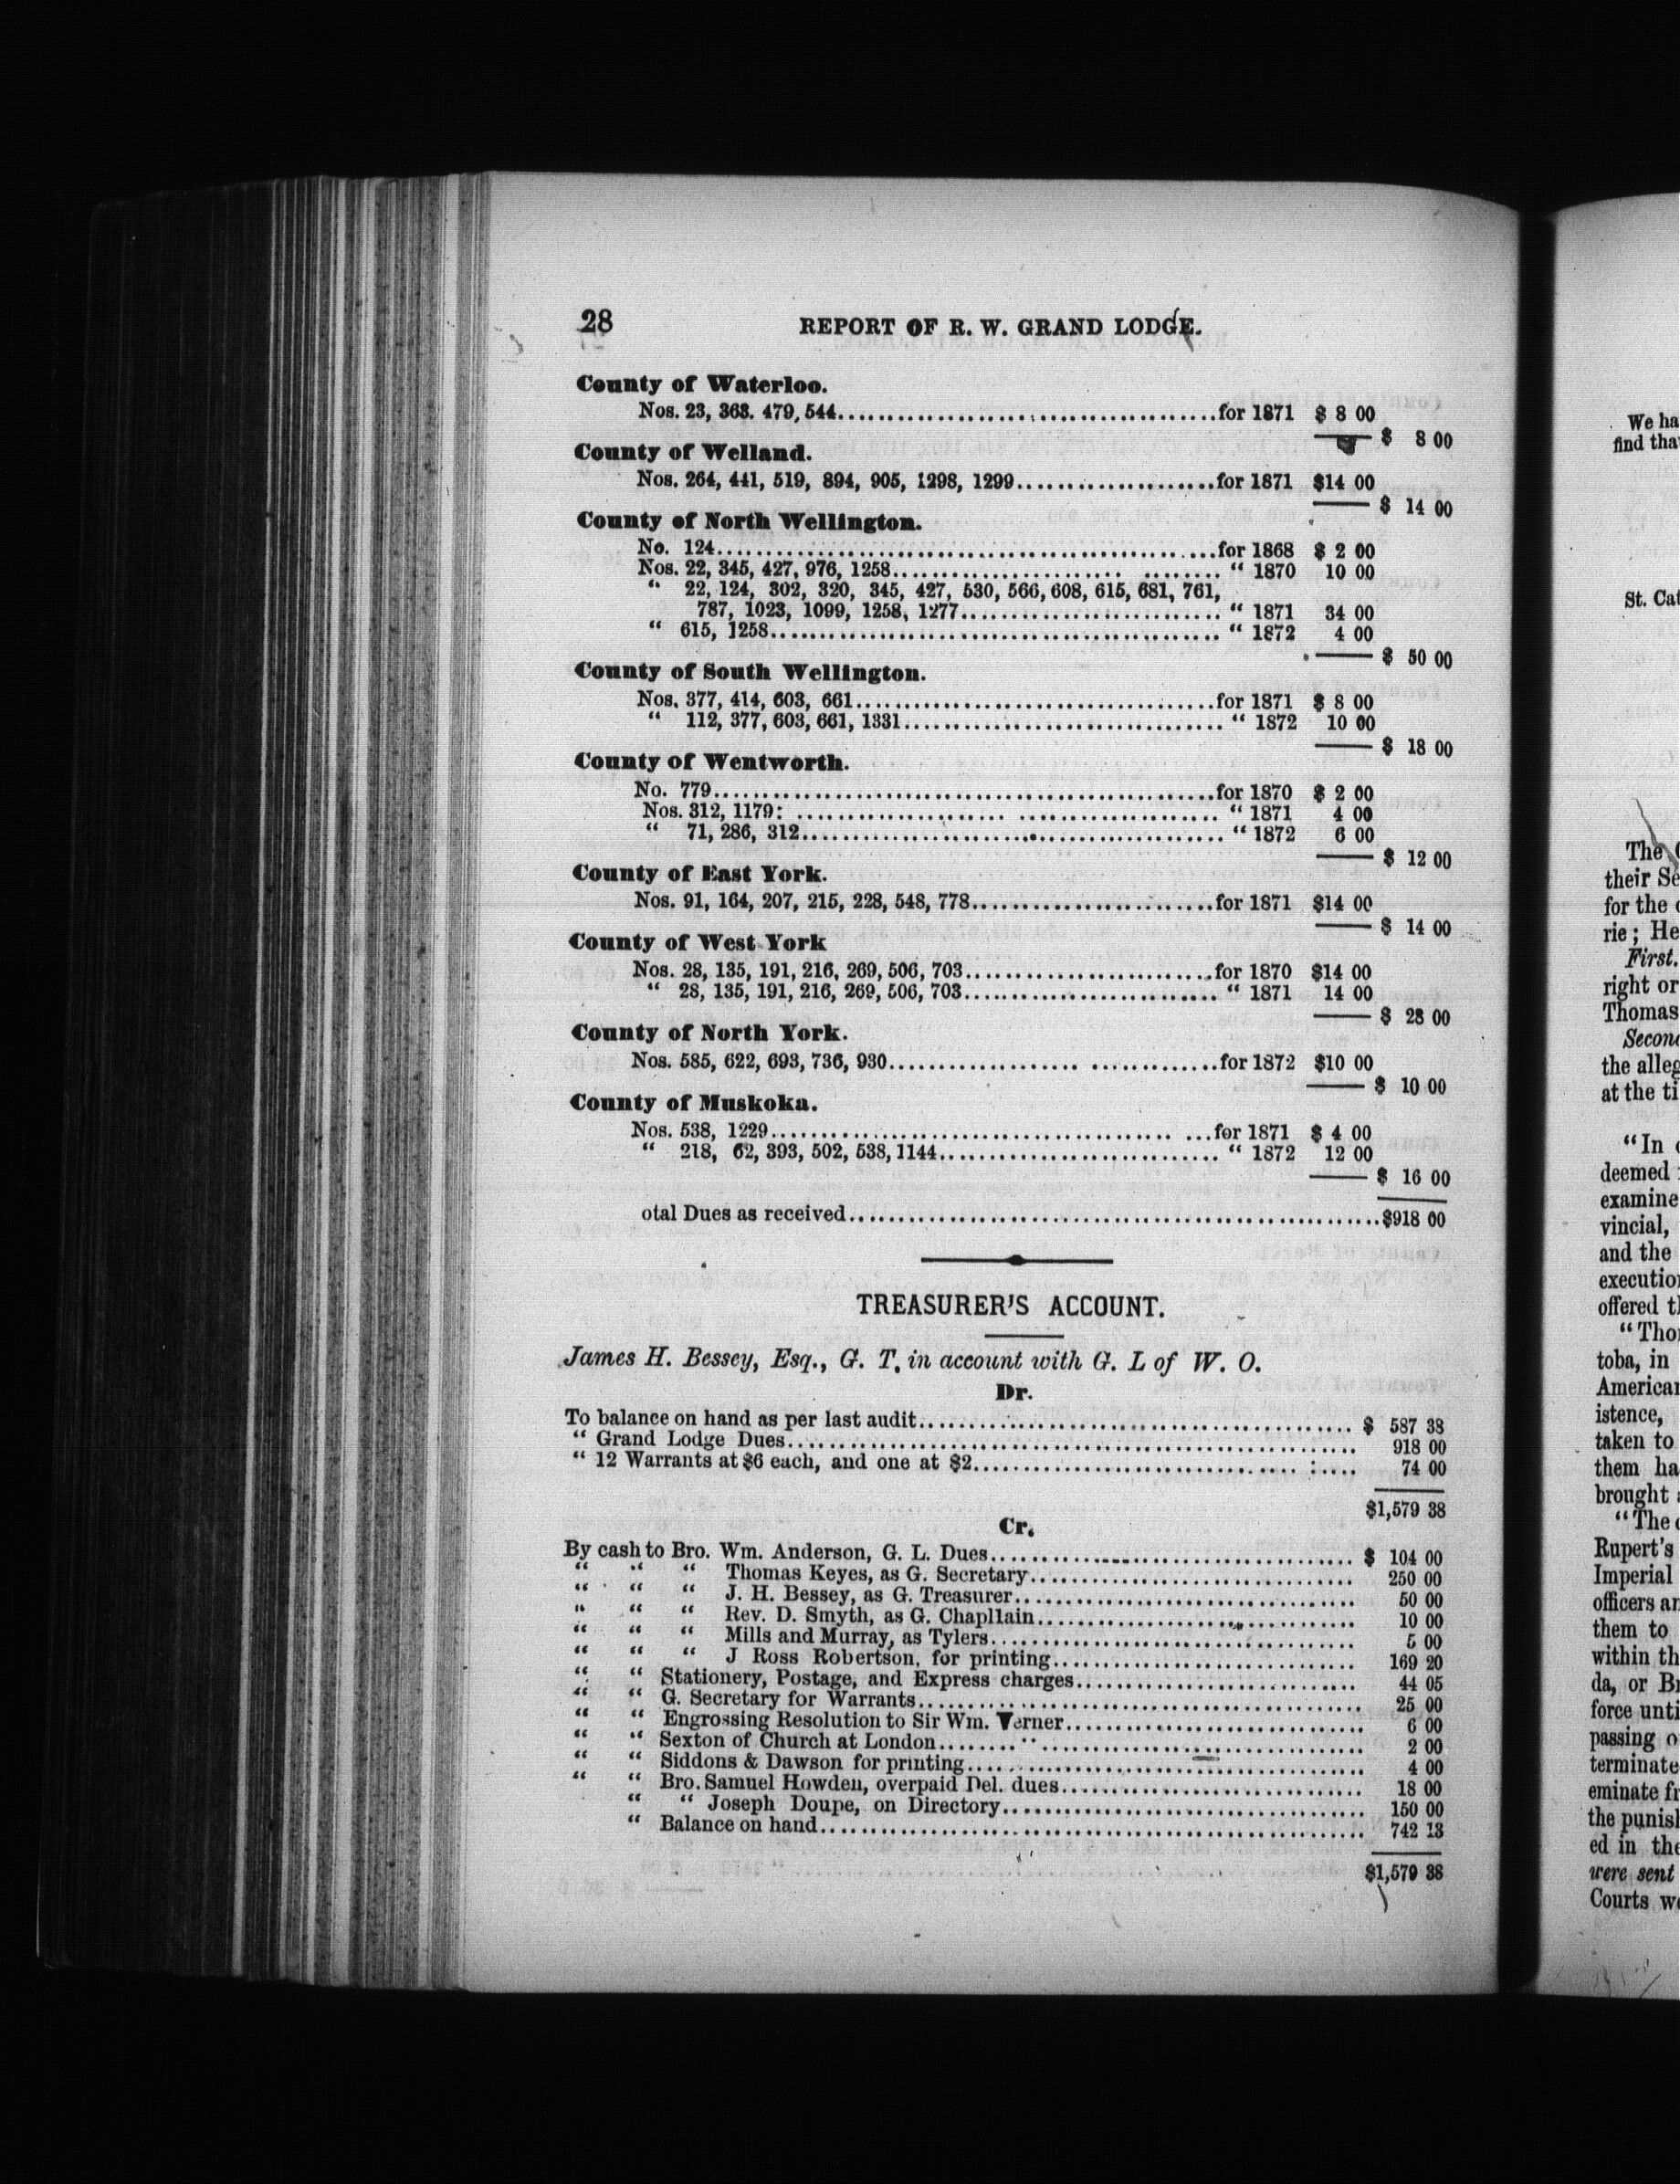 28 REPORT OF R. W. GRAND LODGE.
County of Waterloo.
Nos. 23, 363. 479, 544........for 1871 $ 8 00
$ 8 00
County of Welland.
Nos. 264, 441, 519, 894, 905, 1298, 1299........for 1871 $14 00
$ 14 00
County of North Wellington.
No. 124........for 1868 $ 2 00
Nos. 22, 345, 427, 976, 1258........ “ 1870 10 00
“ 22, 124, 302, 320, 345, 427, 530, 566, 608, 615, 681, 761,
787, 1023, 1099, 1258, 1277........ “ 1871 34 00
“ 615, 1258........ “ 1872 4 00
$ 50 00
County of South Wellington.
Nos. 377, 414, 603, 661........for 1871 $ 8 00
“ 112, 377, 603, 661, 1331........ “ 1872 10 00
$ 18 00
County of Wentworth.
No. 779........for 1870 $ 2 00
Nos. 312, 1179: ........ “ 1871 4 00
“ 71, 286, 312........ “ 1872 6 00
$ 12 00
County of East York.
Nos. 91, 164, 207, 215, 228, 548, 778........for 1871 $14 00
$ 14 00
County of West York
Nos. 28, 135, 191, 216, 269, 506, 703........for 1870 $14 00
“ 28, 135, 191, 216, 269, 506, 703........ “ 1871 14 00
$ 28 00
County of North York.
Nos. 585, 622, 693, 736, 930........for 1872 $10 00
$ 10 00
County of Muskoka.
Nos. 538, 1229........for 1871 $ 4 00
“ 218, 62, 393, 502, 538, 1144........ “ 1872 12 00
$ 16 00
otal Dues as received........$918 00
TREASURER'S ACCOUNT.
James H. Bessey, Esq., G. T. in account with G. L of W. O.
Dr.
To balance on hand as per last audit........ $ 587 38
“ Grand Lodge Dues........ 918 00
“ 12 Warrants at $6 each, and one at $2........ 74 00
$1,579 38
Cr.
By cash to Bro. Wm. Anderson, G. L. Dues........ $ 104 00
“ “ “ Thomas Keyes, as G. Secretary........ 250 00
“ “ “ J. H. Bessey, as G. Treasurer........ 50 00
“ “ “ Rev. D. Smyth, as G. Chapllain........ 10 00
“ “ “ Mills and Murray, as Tylers........ 5 00
“ “ “ J Ross Robertson, for printing........ 169 20
“ “ Stationery, Postage, and Express charges........ 44 05
“ “ G. Secretary for Warrants........ 25 00
“ “ Engrossing Resolution to Sir Wm. Verner........ 6 00
“ “ Sexton of Church at London........ 2 00
“ “ Siddons & Dawson for printing........ 4 00
“ “ Bro. Samuel Howden, overpaid Del. dues........ 18 00
“ “ Joseph Doupe, on Directory........ 150 00
“ Balance on hand........ 742 13
$1,579 38
We ha
find tha
St. Cat
The
their Se
for the
rie; He
First.
right or
Thomas
Secon
the alleg
at the ti
“In
deemed
examine
vincial,
and the
executio
offered t
“Tho
toba, in
America
istence,
taken to
them ha
brought
“The
Rupert's
Imperial
officers an
them to
within th
da, or Br
force unti
passing o
terminate
eminate fr
the punish
ed in the
were sent
Courts we